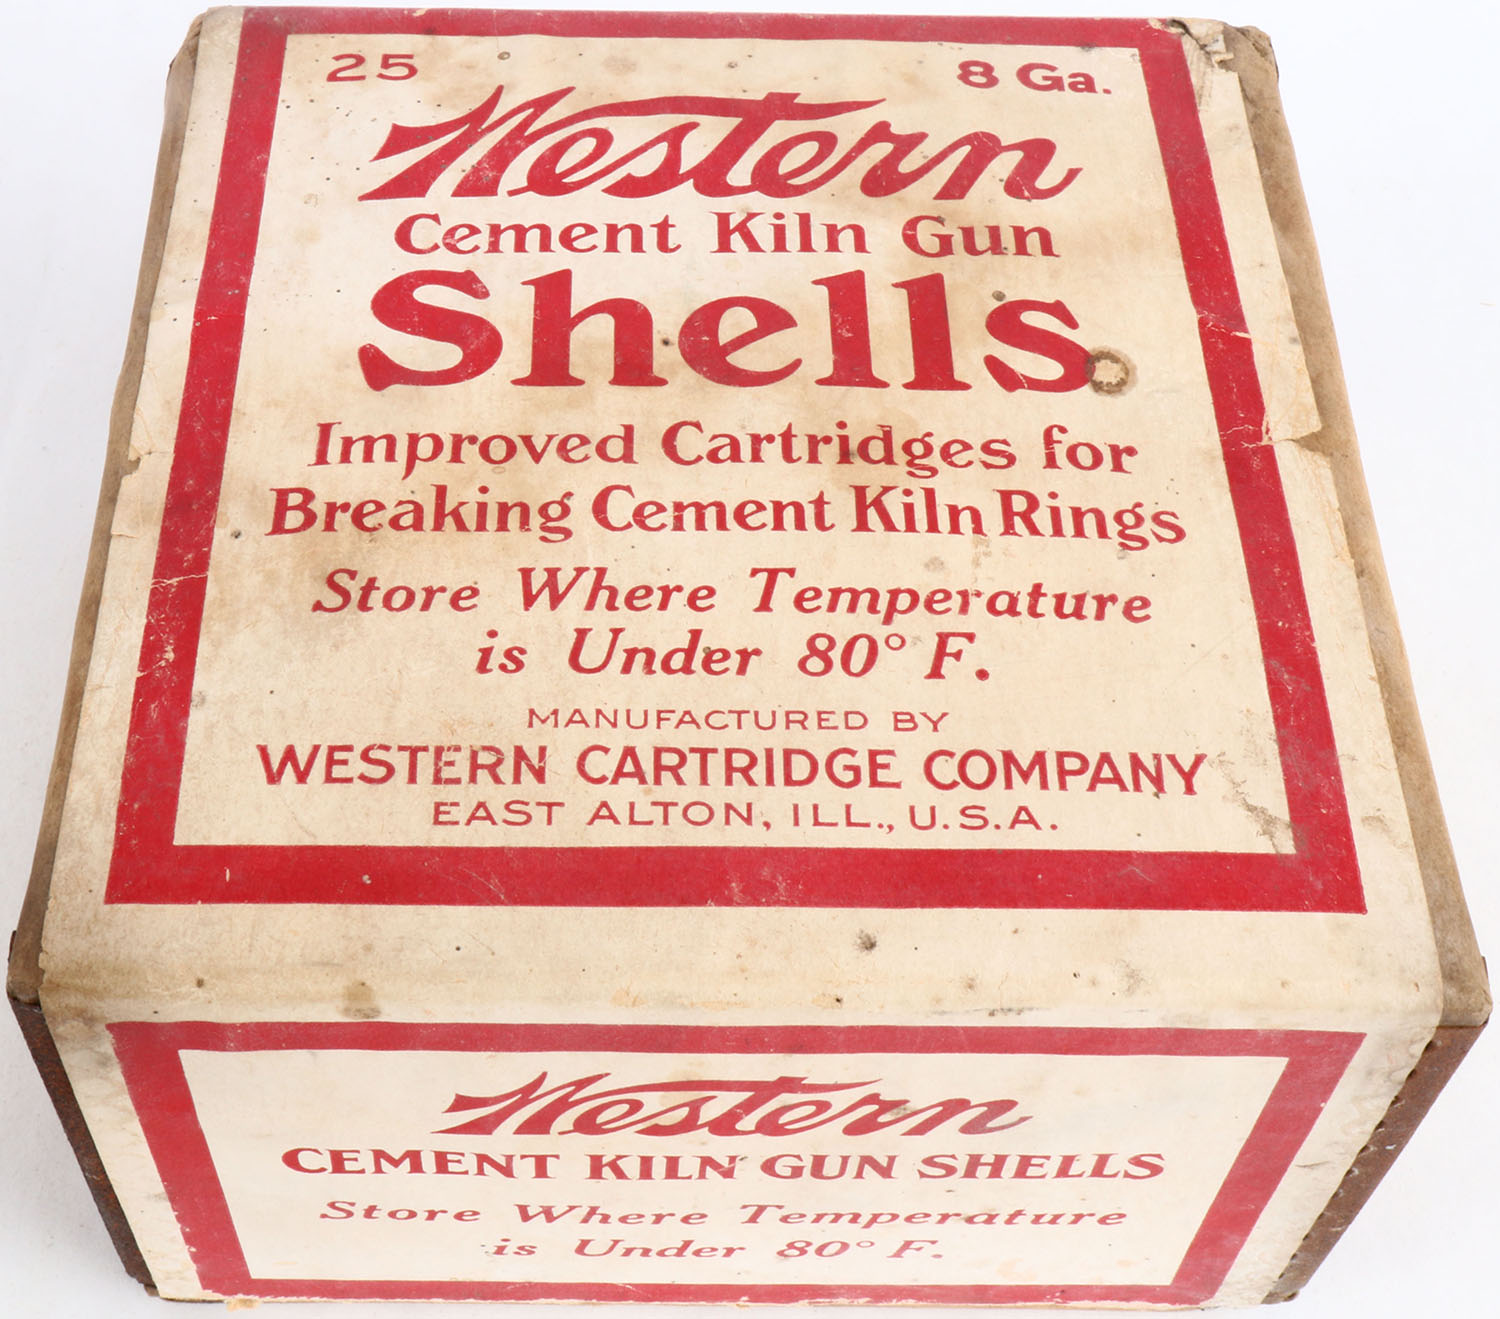 25
8 Ga.
Western
Cement Kiln Gun
Shells
Improved Cartridges for
Breaking Cement Kiln Rings
Store Where Temperature
is Under 80° F.
MANUFACTURED BY
WESTERN CARTRIDGE COMPANY
EAST ALTON, ILL., U.S.A.
Western
CEMENT KILN GUN SHELLS
Store Where Temperature
is Under 80° F.